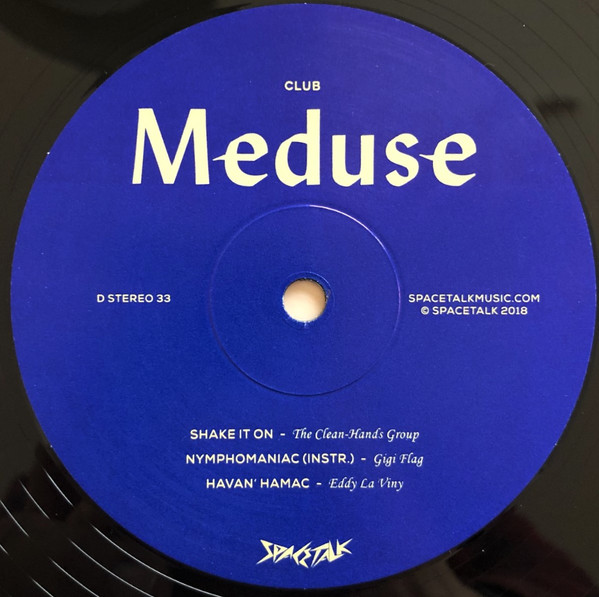 CLUB
Meduse
D STEREO 33
SPACETALKMUSIC.COM
© SPACETALK 2018
SHAKE IT ON - The Clean-Hands Group
NYMPHOMANIAC (INSTR.) - Gigi Flag
HAVAN' HAMAC - Eddy La Viny
SPACETALK